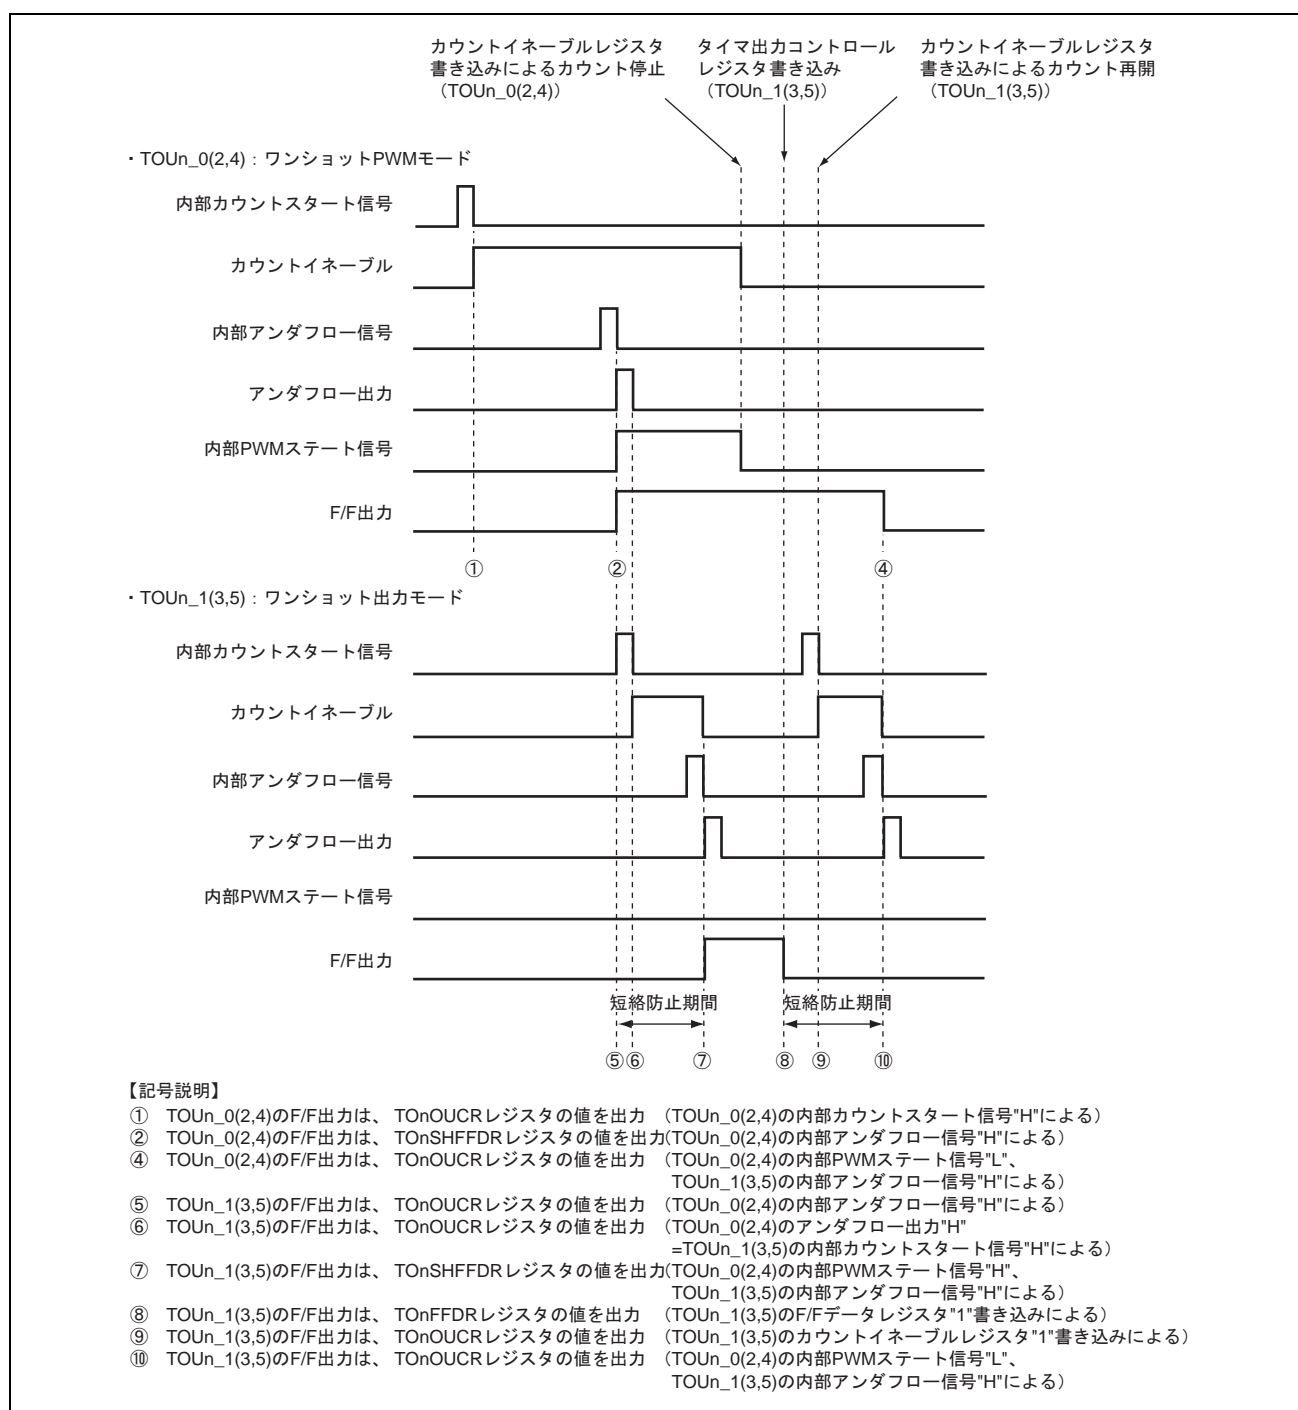 カウントイネーブルレジスタ
書き込みによるカウント停止
（TOUn_0(2,4)）
タイマ出力コントロール
レジスタ書き込み
（TOUn_1(3,5)）
カウントイネーブルレジスタ
書き込みによるカウント再開
（TOUn_1(3,5)）
・TOUn_0(2,4)：ワンショットPWMモード
内部カウントスタート信号
カウントイネーブル
内部アンダフロー信号
アンダフロー出力
内部PWMステート信号
F/F出力
① ② ④
・TOUn_1(3,5)：ワンショット出力モード
内部カウントスタート信号
カウントイネーブル
内部アンダフロー信号
アンダフロー出力
内部PWMステート信号
F/F出力
短絡防止期間 短絡防止期間
⑤⑥ ⑦ ⑧ ⑨ ⑩
【記号説明】
① TOUn_0(2,4)のF/F出力は、TOnOUCRレジスタの値を出力 （TOUn_0(2,4)の内部カウントスタート信号"H"による）
② TOUn_0(2,4)のF/F出力は、TOnSHFFDRレジスタの値を出力（TOUn_0(2,4)の内部アンダフロー信号"H"による）
④ TOUn_0(2,4)のF/F出力は、TOnOUCRレジスタの値を出力 （TOUn_0(2,4)の内部PWMステート信号"L"、
TOUn_1(3,5)の内部アンダフロー信号"H"による）
⑤ TOUn_1(3,5)のF/F出力は、TOnOUCRレジスタの値を出力 （TOUn_0(2,4)の内部アンダフロー信号"H"による）
⑥ TOUn_1(3,5)のF/F出力は、TOnOUCRレジスタの値を出力 （TOUn_0(2,4)のアンダフロー出力"H"
=TOUn_1(3,5)の内部カウントスタート信号"H"による）
⑦ TOUn_1(3,5)のF/F出力は、TOnSHFFDRレジスタの値を出力（TOUn_0(2,4)の内部PWMステート信号"H"、
TOUn_1(3,5)の内部アンダフロー信号"H"による）
⑧ TOUn_1(3,5)のF/F出力は、TOnFFDRレジスタの値を出力 （TOUn_1(3,5)のF/Fデータレジスタ"1"書き込みによる）
⑨ TOUn_1(3,5)のF/F出力は、TOnOUCRレジスタの値を出力 （TOUn_1(3,5)のカウントイネーブルレジスタ"1"書き込みによる）
⑩ TOUn_1(3,5)のF/F出力は、TOnOUCRレジスタの値を出力 （TOUn_0(2,4)の内部PWMステート信号"L"、
TOUn_1(3,5)の内部アンダフロー信号"H"による）